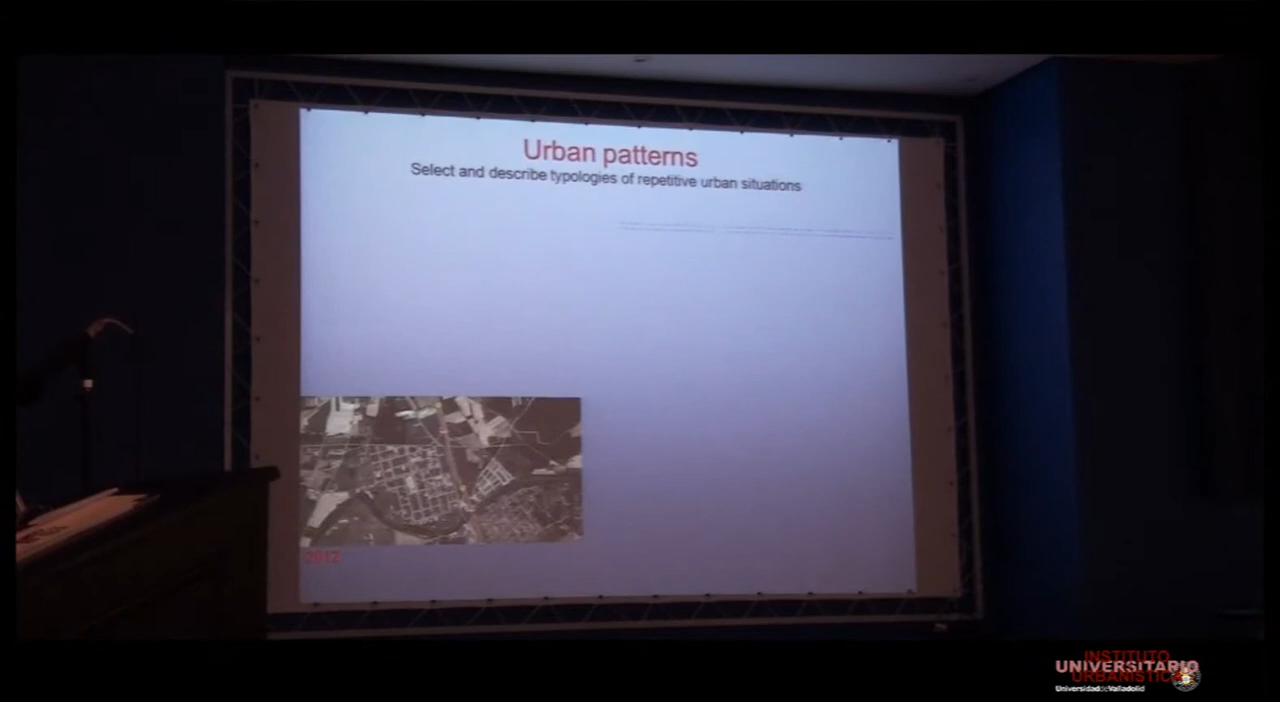 Urban patterns
Select and describe typologies of repetitive urban situations
2012
INSTITUTO
UNIVERSITARIO
URBANÍSTICA
Universidad de Valladolid